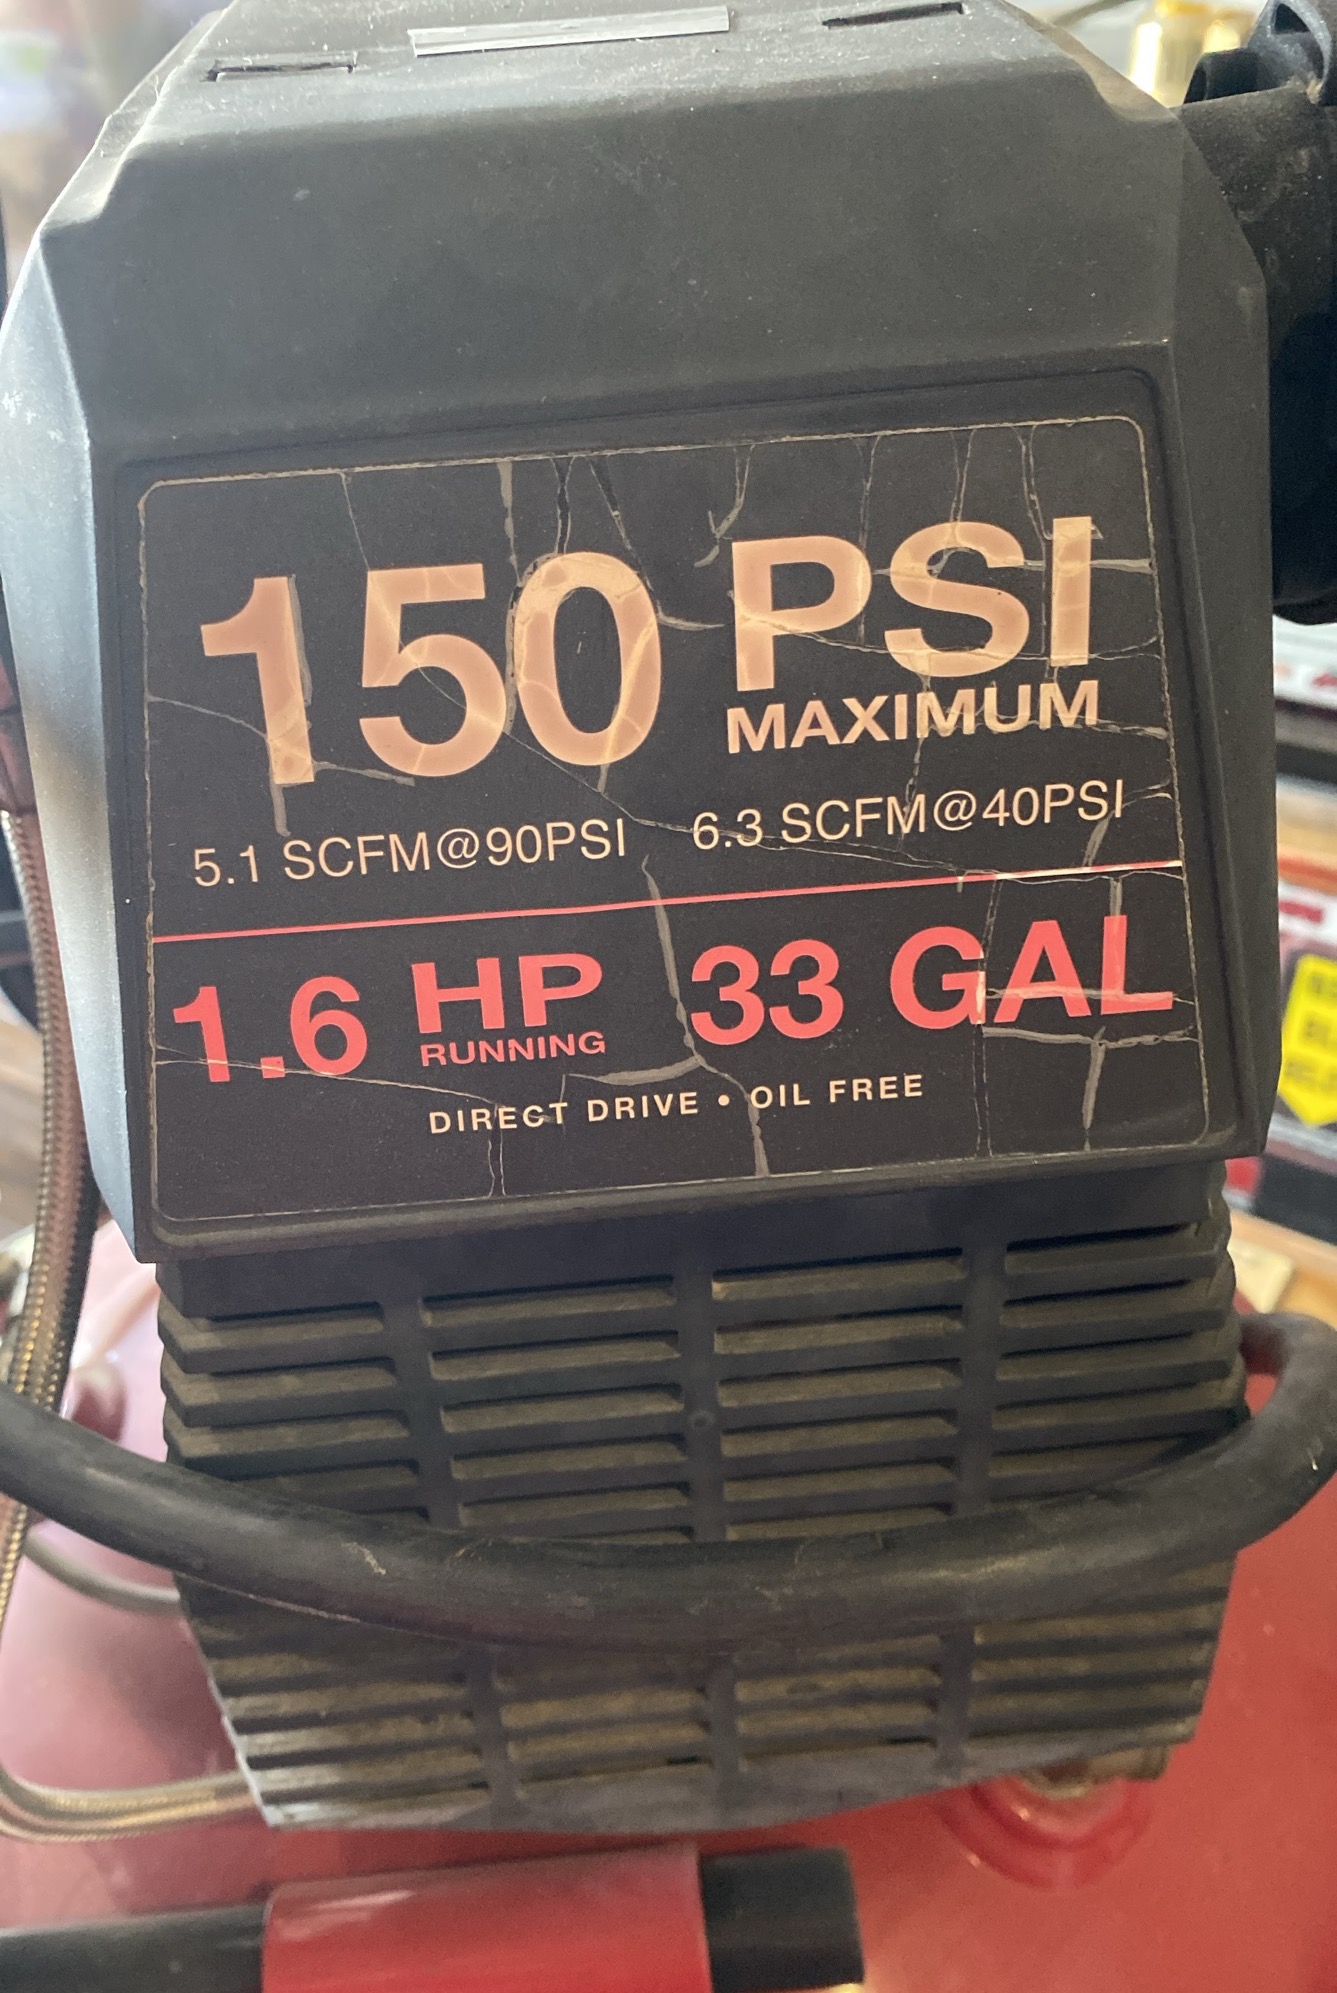 150 PSI
MAXIMUM
5.1 SCFM@90PSI 6.3 SCFM@40PSI
1.6 HP 33 GAL
RUNNING
DIRECT DRIVE • OIL FREE